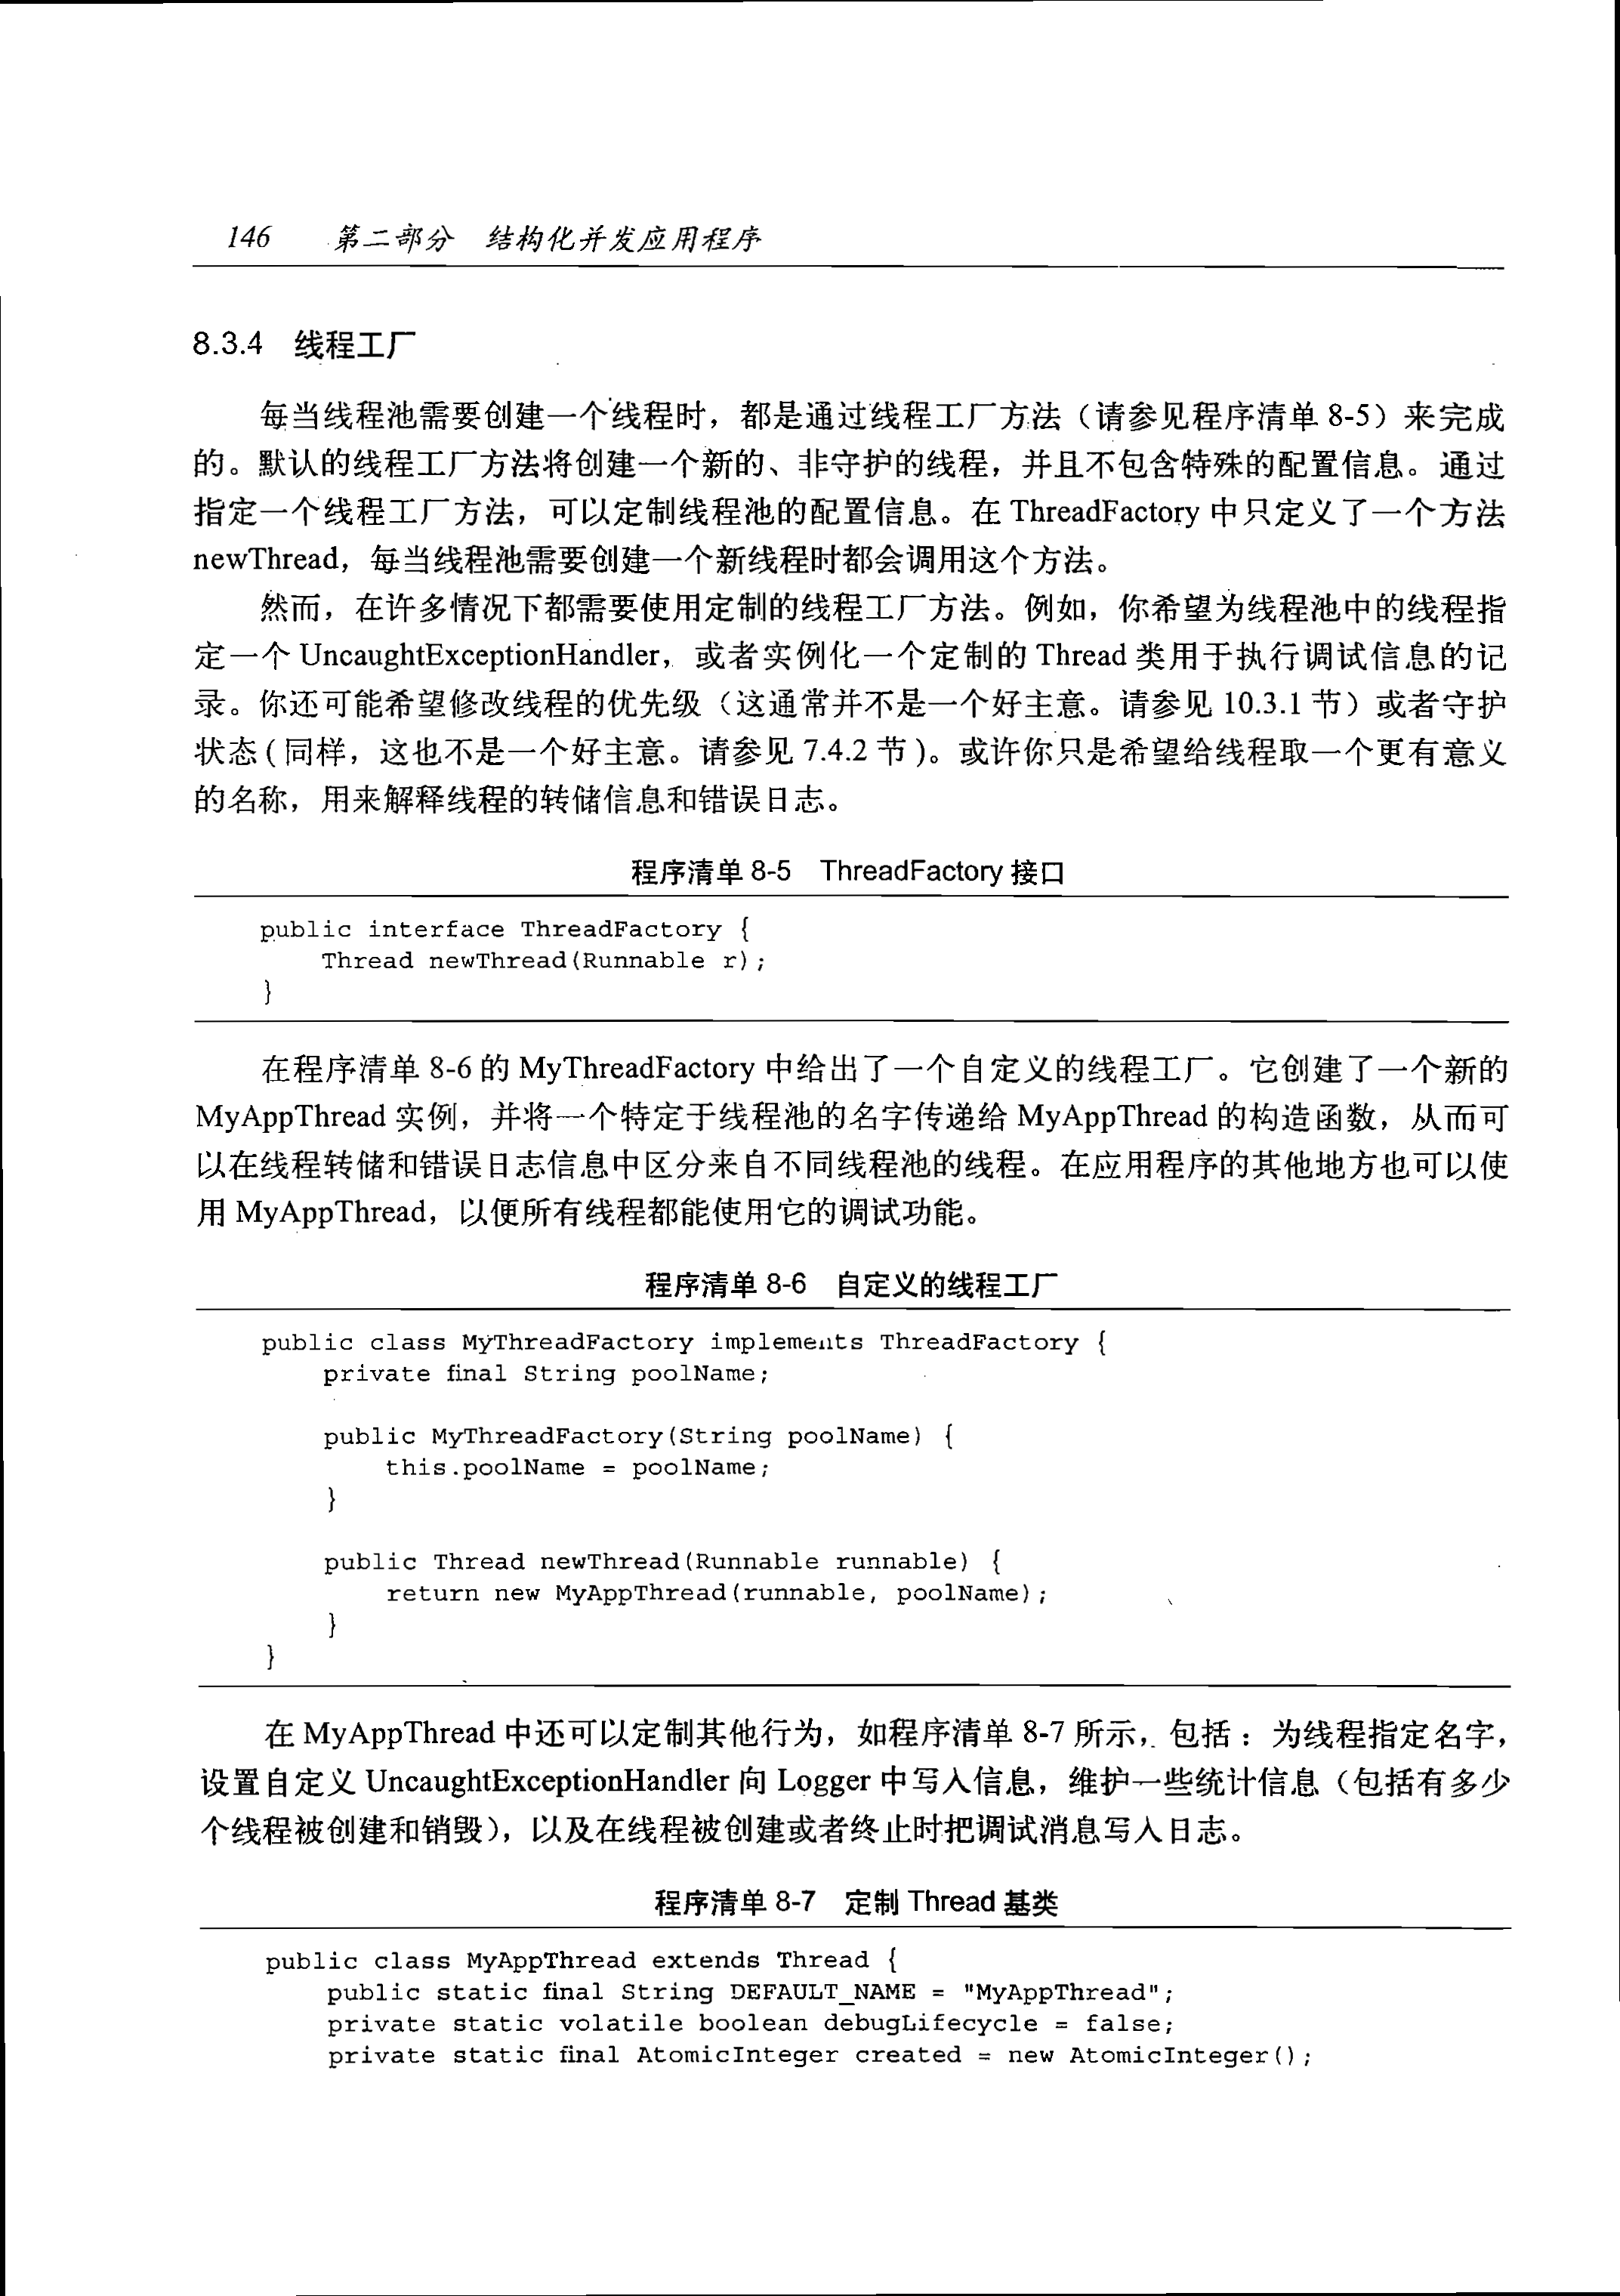 146 第二部分 结构化并发应用程序
8.3.4 线程工厂
每当线程池需要创建一个线程时，都是通过线程工厂方法（请参见程序清单 8-5）来完成
的。默认的线程工厂方法将创建一个新的、非守护的线程，并且不包含特殊的配置信息。通过
指定一个线程工厂方法，可以定制线程池的配置信息。在 ThreadFactory 中只定义了一个方法
newThread，每当线程池需要创建一个新线程时都会调用这个方法。
然而，在许多情况下都需要使用定制的线程工厂方法。例如，你希望为线程池中的线程指
定一个 UncaughtExceptionHandler，或者实例化一个定制的 Thread 类用于执行调试信息的记
录。你还可能希望修改线程的优先级（这通常并不是一个好主意。请参见 10.3.1 节）或者守护
状态 ( 同样，这也不是一个好主意。请参见 7.4.2 节 )。或许你只是希望给线程取一个更有意义
的名称，用来解释线程的转储信息和错误日志。
程序清单 8-5 ThreadFactory 接口
public interface ThreadFactory {
    Thread newThread(Runnable r);
}
在程序清单 8-6 的 MyThreadFactory 中给出了一个自定义的线程工厂。它创建了一个新的
MyAppThread 实例，并将一个特定于线程池的名字传递给 MyAppThread 的构造函数，从而可
以在线程转储和错误日志信息中区分来自不同线程池的线程。在应用程序的其他地方也可以使
用 MyAppThread，以便所有线程都能使用它的调试功能。
程序清单 8-6 自定义的线程工厂
public class MyThreadFactory implements ThreadFactory {
    private final String poolName;
    public MyThreadFactory(String poolName) {
        this.poolName = poolName;
    }
    public Thread newThread(Runnable runnable) {
        return new MyAppThread(runnable, poolName);
    }
}
在 MyAppThread 中还可以定制其他行为，如程序清单 8-7 所示，包括：为线程指定名字，
设置自定义 UncaughtExceptionHandler 向 Logger 中写入信息，维护一些统计信息（包括有多少
个线程被创建和销毁），以及在线程被创建或者终止时把调试消息写入日志。
程序清单 8-7 定制 Thread 基类
public class MyAppThread extends Thread {
    public static final String DEFAULT_NAME = "MyAppThread";
    private static volatile boolean debugLifecycle = false;
    private static final AtomicInteger created = new AtomicInteger();